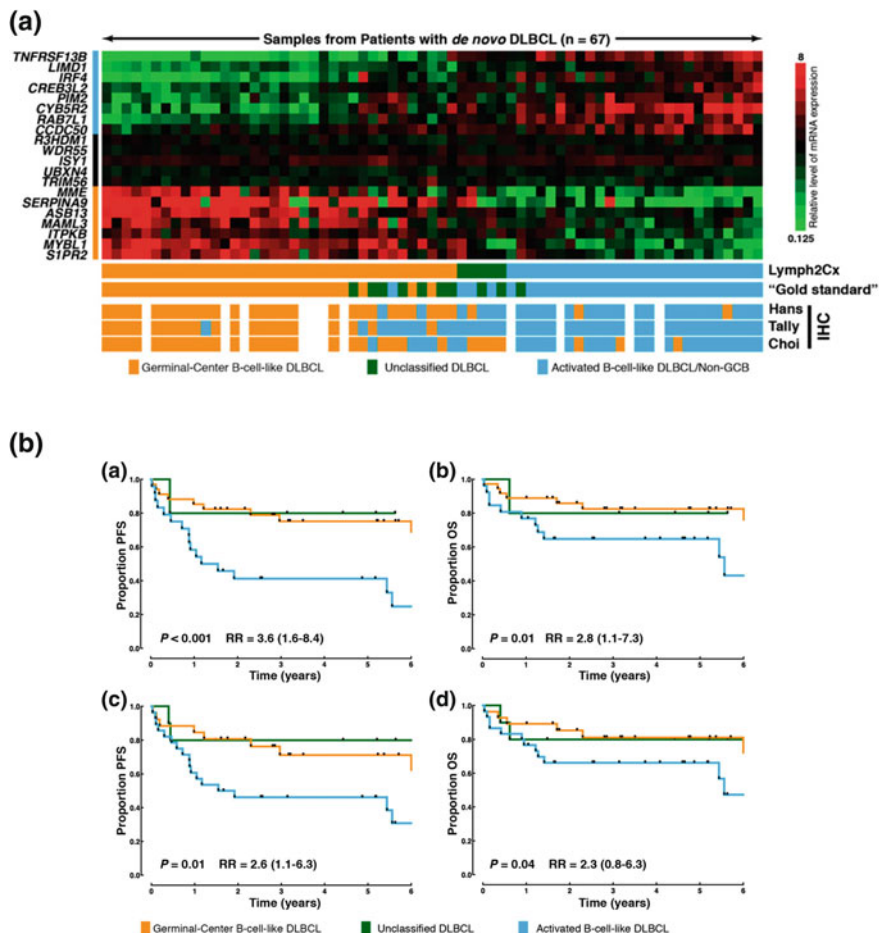 (a)
Samples from Patients with de novo DLBCL (n = 67)
TNFRSF13B
LIMD1
IRF4
CREB3L2
PIM2
CYB5R2
RAB7L1
CCDC50
R3HDM1
WDR55
ISY1
UBXN4
TRIM56
MME
SERPINA9
ASB13
MAML3
ITPKB
MYBL1
S1PR2
8
Relative level of mRNA expression
0.125
Lymph2Cx
“Gold standard”
Hans
Tally
Choi
IHC
Germinal-Center B-cell-like DLBCL
Unclassified DLBCL
Activated B-cell-like DLBCL/Non-GCB
(b)
(a)
Proportion PFS
1.0
0.8
0.6
0.4
0.2
0.0
P < 0.001 RR = 3.6 (1.6-8.4)
0 1 2 3 4 5 6
Time (years)
(b)
Proportion OS
1.0
0.8
0.6
0.4
0.2
0.0
P = 0.01 RR = 2.8 (1.1-7.3)
0 1 2 3 4 5 6
Time (years)
(c)
Proportion PFS
1.0
0.8
0.6
0.4
0.2
0.0
P = 0.01 RR = 2.6 (1.1-6.3)
0 1 2 3 4 5 6
Time (years)
(d)
Proportion OS
1.0
0.8
0.6
0.4
0.2
0.0
P = 0.04 RR = 2.3 (0.8-6.3)
0 1 2 3 4 5 6
Time (years)
Germinal-Center B-cell-like DLBCL
Unclassified DLBCL
Activated B-cell-like DLBCL